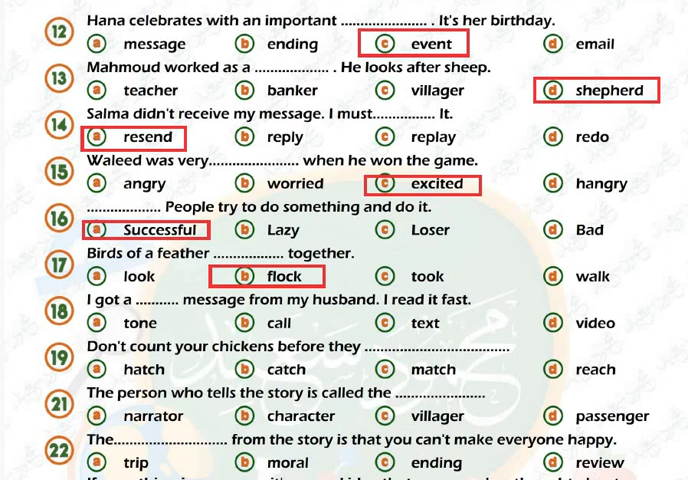 12 Hana celebrates with an important ..................... . It's her birthday.
a message b ending c event d email
13 Mahmoud worked as a .................. . He looks after sheep.
a teacher b banker c villager d shepherd
14 Salma didn't receive my message. I must............... It.
a resend b reply c replay d redo
15 Waleed was very...................... when he won the game.
a angry b worried c excited d hangry
16 .................. People try to do something and do it.
a Successful b Lazy c Loser d Bad
17 Birds of a feather ................. together.
a look b flock c took d walk
18 I got a .......... message from my husband. I read it fast.
a tone b call c text d video
19 Don't count your chickens before they ...................................
a hatch b catch c match d reach
21 The person who tells the story is called the ......................
a narrator b character c villager d passenger
22 The............................ from the story is that you can't make everyone happy.
a trip b moral c ending d review